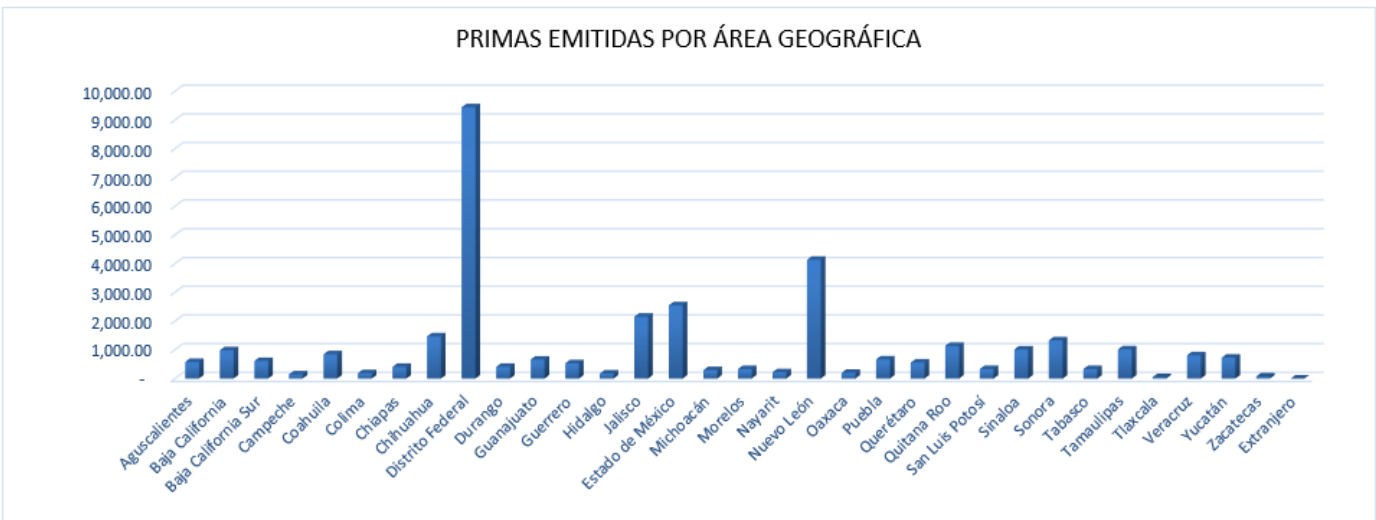 PRIMAS EMITIDAS POR ÁREA GEOGRÁFICA
10,000.00
9,000.00
8,000.00
7,000.00
6,000.00
5,000.00
4,000.00
3,000.00
2,000.00
1,000.00
-
Aguscalientes
Baja California
Baja California Sur
Campeche
Coahuila
Colima
Chiapas
Chihuahua
Distrito Federal
Durango
Guanajuato
Guerrero
Hidalgo
Jalisco
Estado de México
Michoacán
Morelos
Nayarit
Nuevo León
Oaxaca
Puebla
Querétaro
Quitana Roo
San Luis Potosí
Sinaloa
Sonora
Tabasco
Tamaulipas
Tlaxcala
Veracruz
Yucatán
Zacatecas
Extranjero